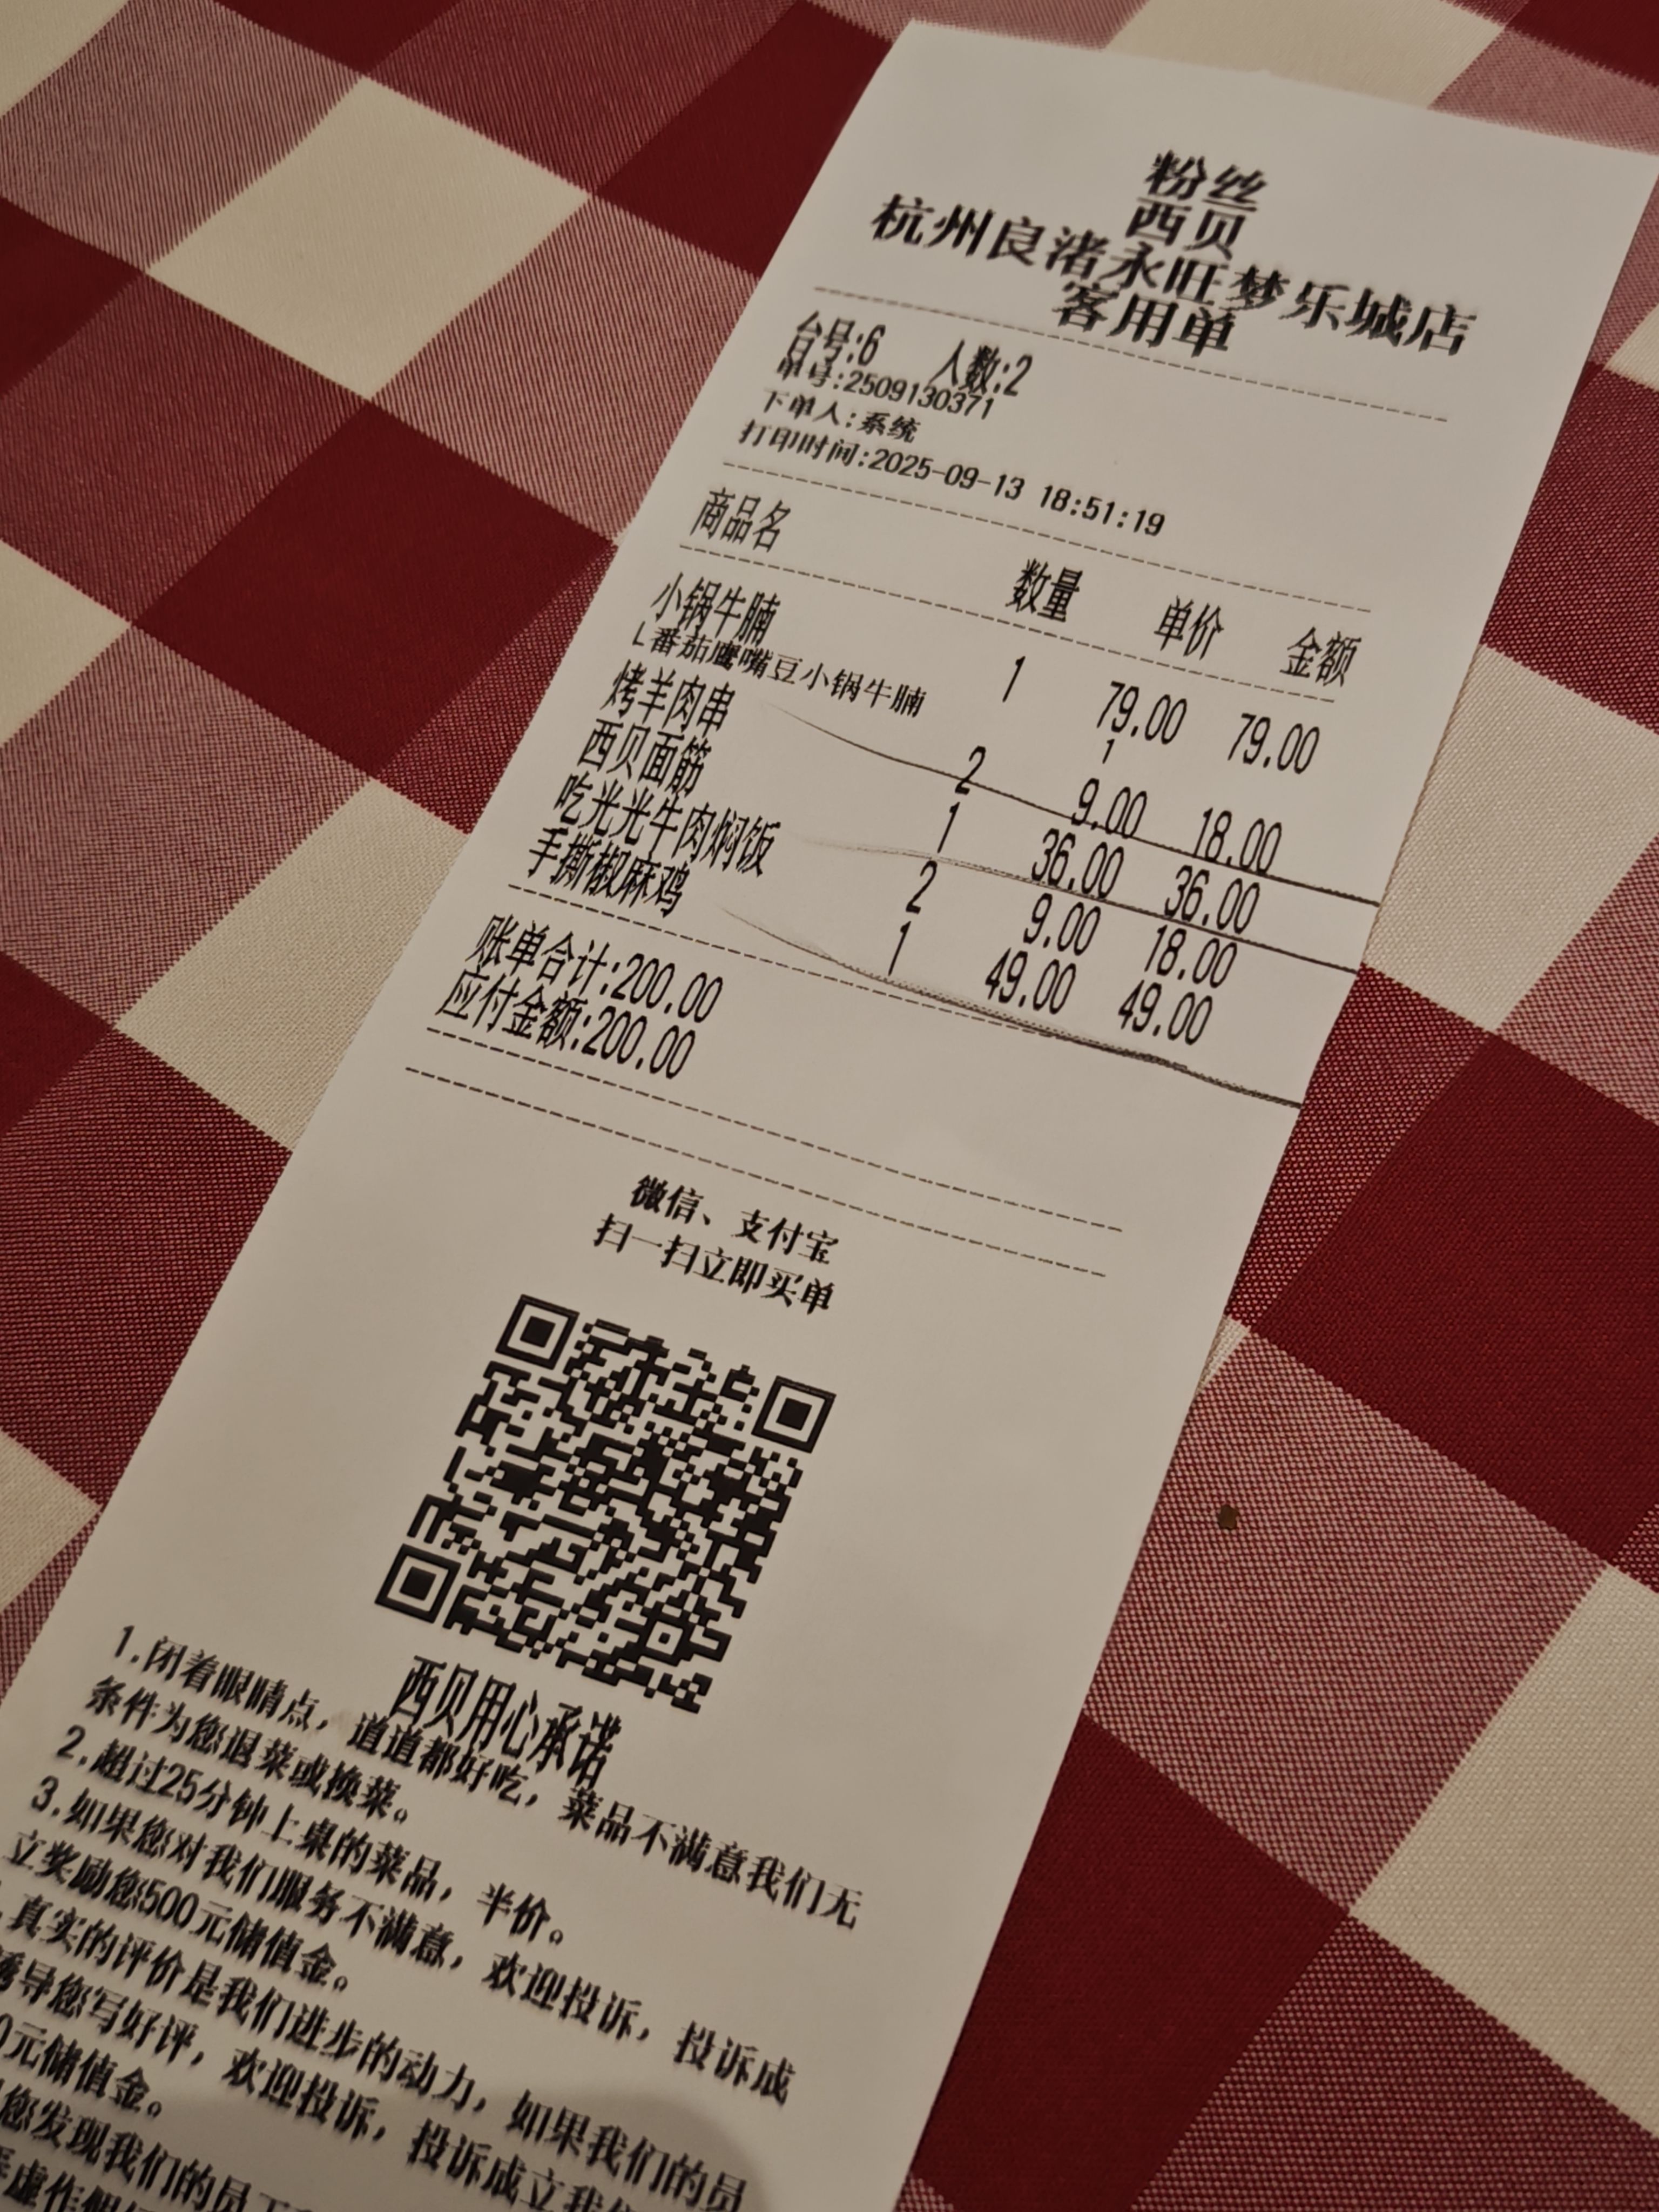 粉丝
西贝
杭州良渚永旺梦乐城店
客用单
台号:6 人数:2
单号:2509130371
下单人:系统
打印时间:2025-09-13 18:51:19
商品名 数量 单价 金额
小锅牛腩 1 79.00 79.00
L番茄鹰嘴豆小锅牛腩 1
烤羊肉串 2 9.00 18.00
西贝面筋 1 36.00 36.00
吃光光牛肉焖饭 2 9.00 18.00
手撕椒麻鸡 1 49.00 49.00
账单合计:200.00
应付金额:200.00
微信、支付宝
扫一扫立即买单
西贝用心承诺
1.闭着眼睛点，道道都好吃，菜品不满意我们无
条件为您退菜或换菜。
2.超过25分钟上桌的菜品，半价。
3.如果您对我们服务不满意，欢迎投诉，投诉成
立奖励您500元储值金。
真实的评价是我们进步的动力，如果我们的员
诱导您写好评，欢迎投诉，投诉成立我们
0元储值金。
您发现我们的员工
虚作假